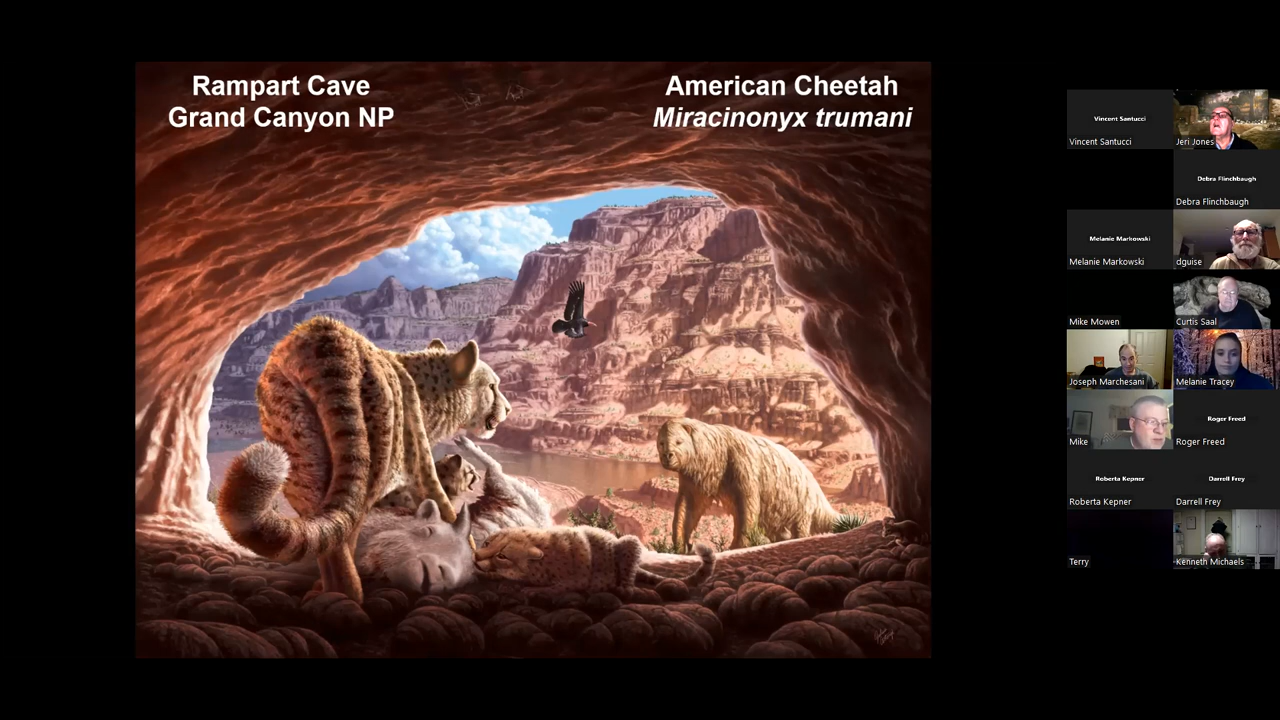 Rampart Cave
Grand Canyon NP
American Cheetah
Miracinonyx trumani
Vincent Santucci
Vincent Santucci
Jeri Jones
Debra Flinchbaugh
Debra Flinchbaugh
Melanie Markowski
Melanie Markowski
dguise
Mike Mowen
Curtis Saal
Joseph Marchesani
Melanie Tracey
Mike
Roger Freed
Roger Freed
Roberta Kepner
Roberta Kepner
Darrell Frey
Darrell Frey
Terry
Kenneth Michaels